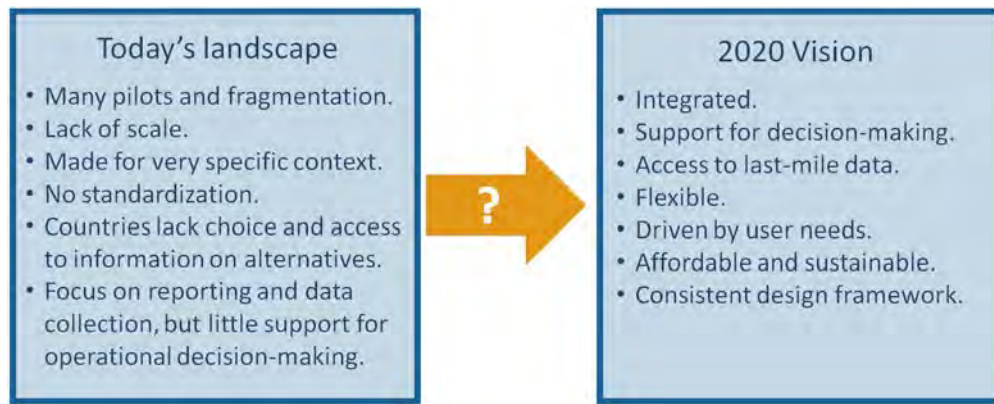 Today's landscape
• Many pilots and fragmentation.
• Lack of scale.
• Made for very specific context.
• No standardization.
• Countries lack choice and access
to information on alternatives.
• Focus on reporting and data
collection, but little support for
operational decision-making.
?
2020 Vision
• Integrated.
• Support for decision-making.
• Access to last-mile data.
• Flexible.
• Driven by user needs.
• Affordable and sustainable.
• Consistent design framework.